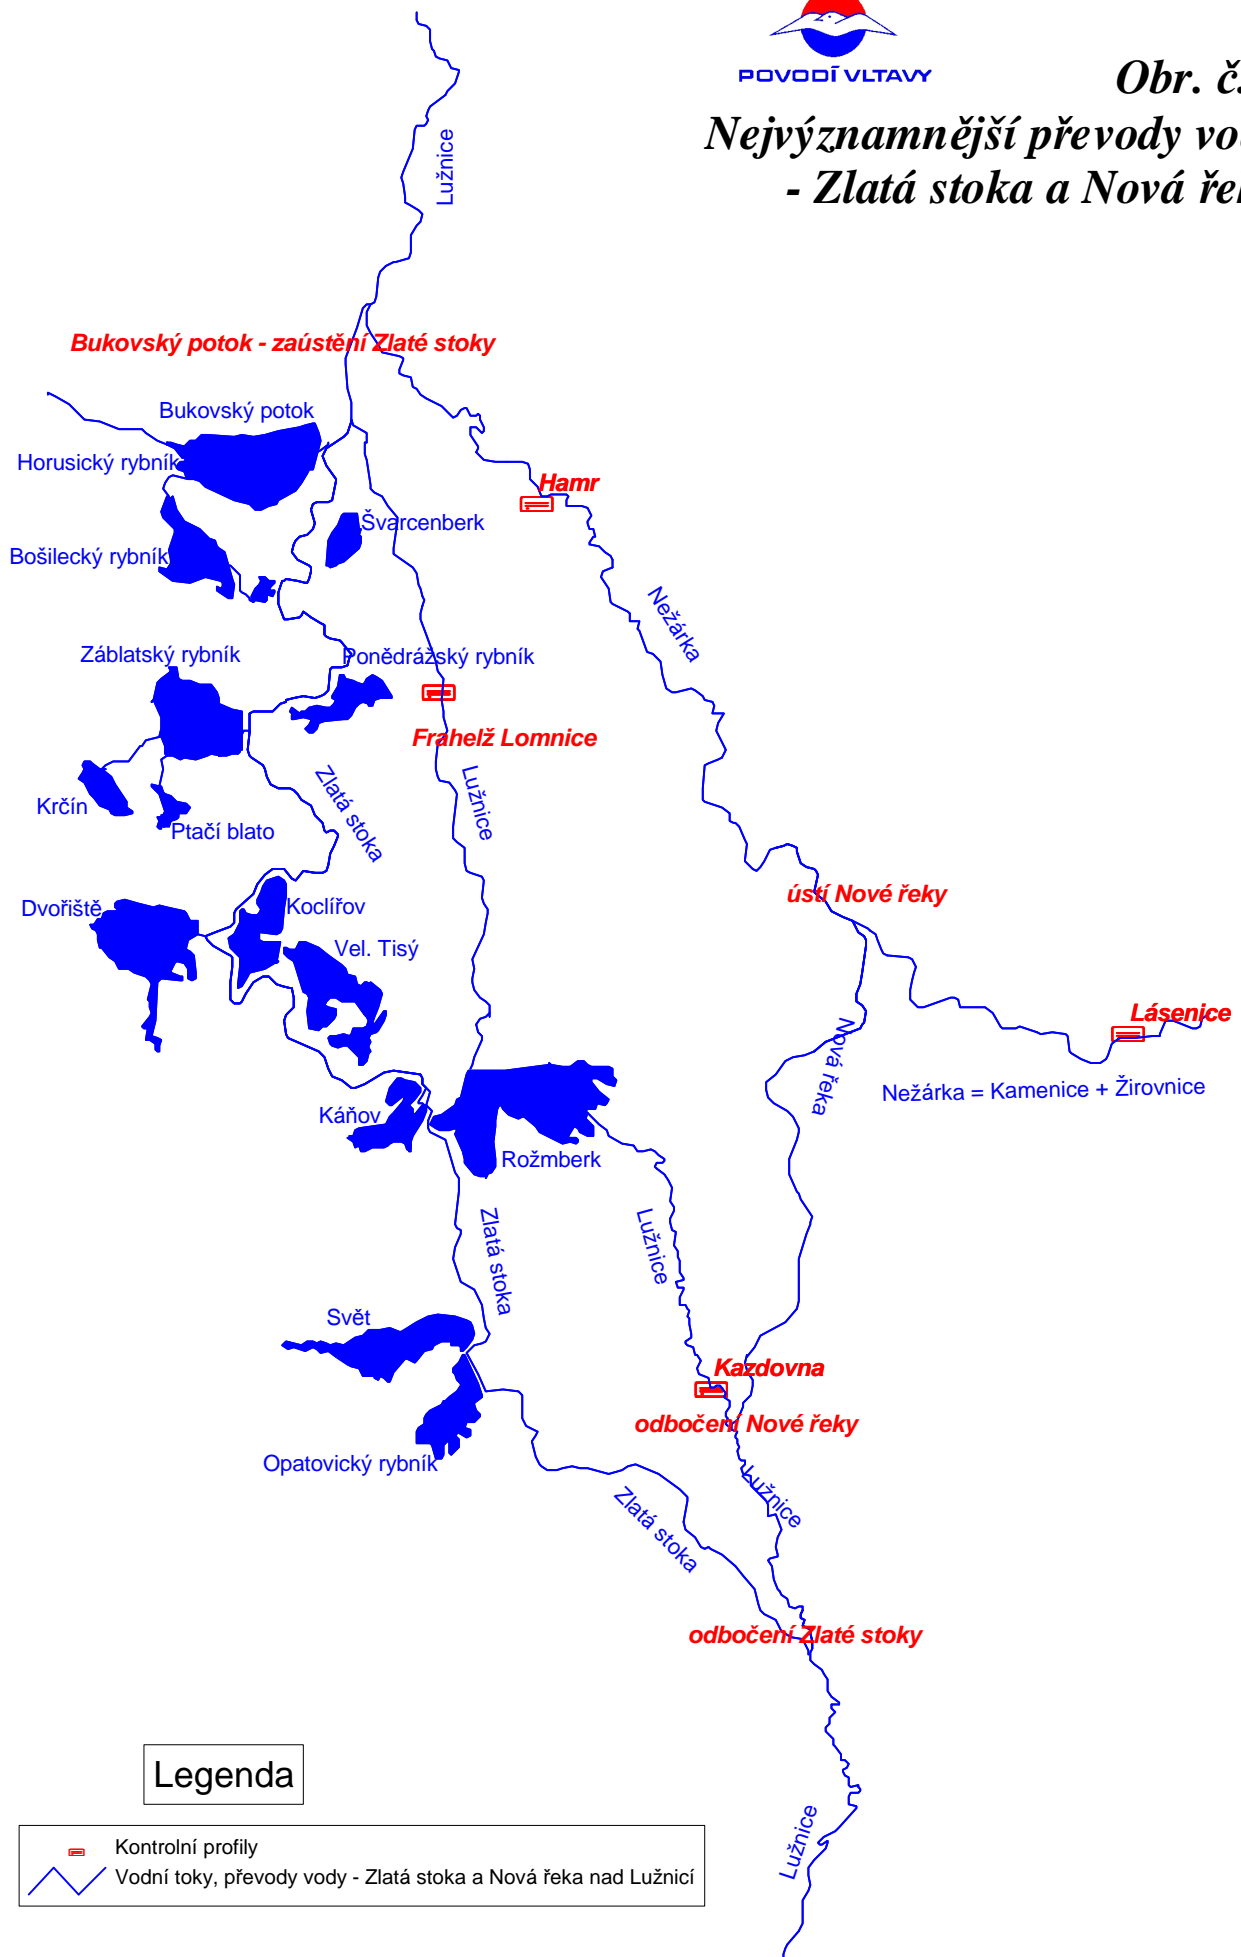 POVODÍ VLTAVY
Obr. č.
Nejvýznamnější převody
- Zlatá stoka a Nová
Lužnice
Bukovský potok - zaústění Zlaté stoky
Bukovský potok
Horusický rybník
Hamr
Švarcenberk
Bošilecký rybník
Nežárka
Záblatský rybník
Ponědrážský rybník
Frahelž Lomnice
Zlatá stoka
Lužnice
Krčín
Ptačí blato
ústí Nové řeky
Dvořiště
Koclířov
Vel. Tisý
Lásenice
Nová řeka
Nežárka = Kamenice + Žirovnice
Káňov
Rožmberk
Zlatá stoka
Lužnice
Svět
Kazdovna
odbočení Nové řeky
Opatovický rybník
Lužnice
Zlatá stoka
odbočení Zlaté stoky
Legenda
Lužnice
Kontrolní profily
Vodní toky, převody vody - Zlatá stoka a Nová řeka nad Lužnicí